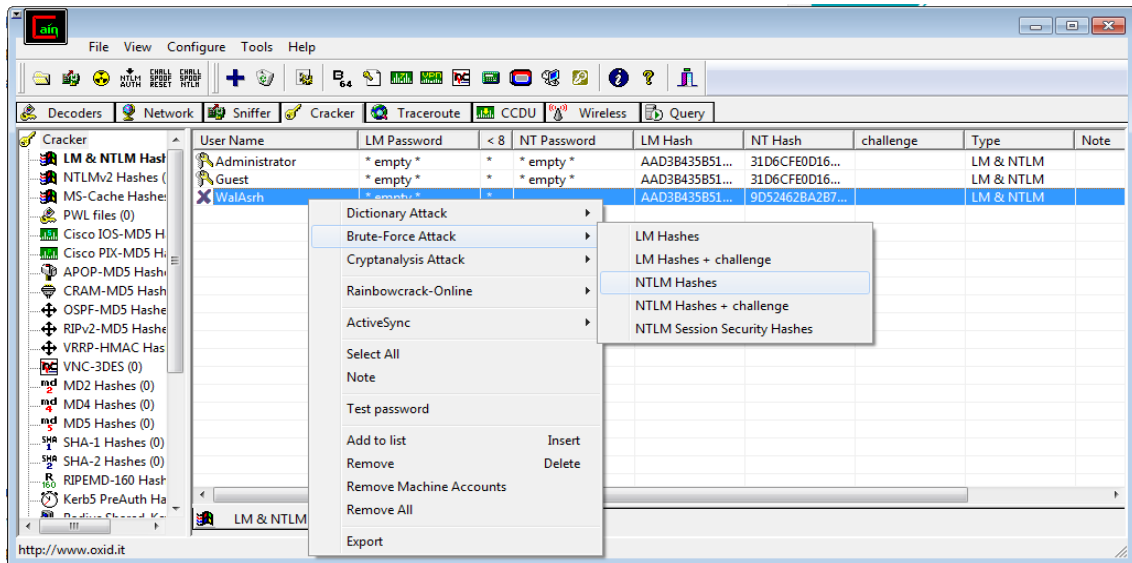 Cain
File View Configure Tools Help
NTLM AUTH CHALL SPOOF RESET CHALL SPOOF NTLM B 64
Decoders Network Sniffer Cracker Traceroute CCDU Wireless Query
Cracker
LM & NTLM Hash
NTLMv2 Hashes (
MS-Cache Hashes
PWL files (0)
Cisco IOS-MD5 H
Cisco PIX-MD5 Ha
APOP-MD5 Hash
CRAM-MD5 Hash
OSPF-MD5 Hashe
RIPv2-MD5 Hashe
VRRP-HMAC Has
VNC-3DES (0)
MD2 Hashes (0)
MD4 Hashes (0)
MD5 Hashes (0)
SHA-1 Hashes (0)
SHA-2 Hashes (0)
RIPEMD-160 Hash
Kerb5 PreAuth Ha
User Name LM Password < 8 NT Password LM Hash NT Hash challenge Type Note
Administrator * empty * * * empty * AAD3B435B51... 31D6CFE0D16... LM & NTLM
Guest * empty * * * empty * AAD3B435B51... 31D6CFE0D16... LM & NTLM
WalAsrh * empty * * AAD3B435B51... 9D52462BA2B7... LM & NTLM
Dictionary Attack
Brute-Force Attack
Cryptanalysis Attack
Rainbowcrack-Online
ActiveSync
Select All
Note
Test password
Add to list Insert
Remove Delete
Remove Machine Accounts
Remove All
Export
LM Hashes
LM Hashes + challenge
NTLM Hashes
NTLM Hashes + challenge
NTLM Session Security Hashes
LM & NTLM
http://www.oxid.it